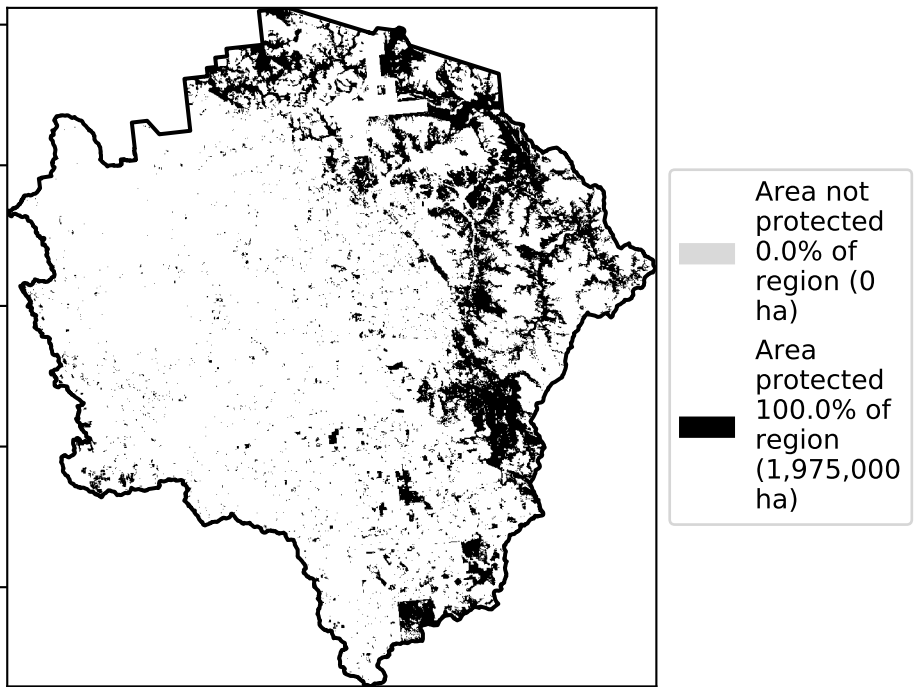 Area not
protected
0.0% of
region (0
ha)
Area
protected
100.0% of
region
(1,975,000
ha)